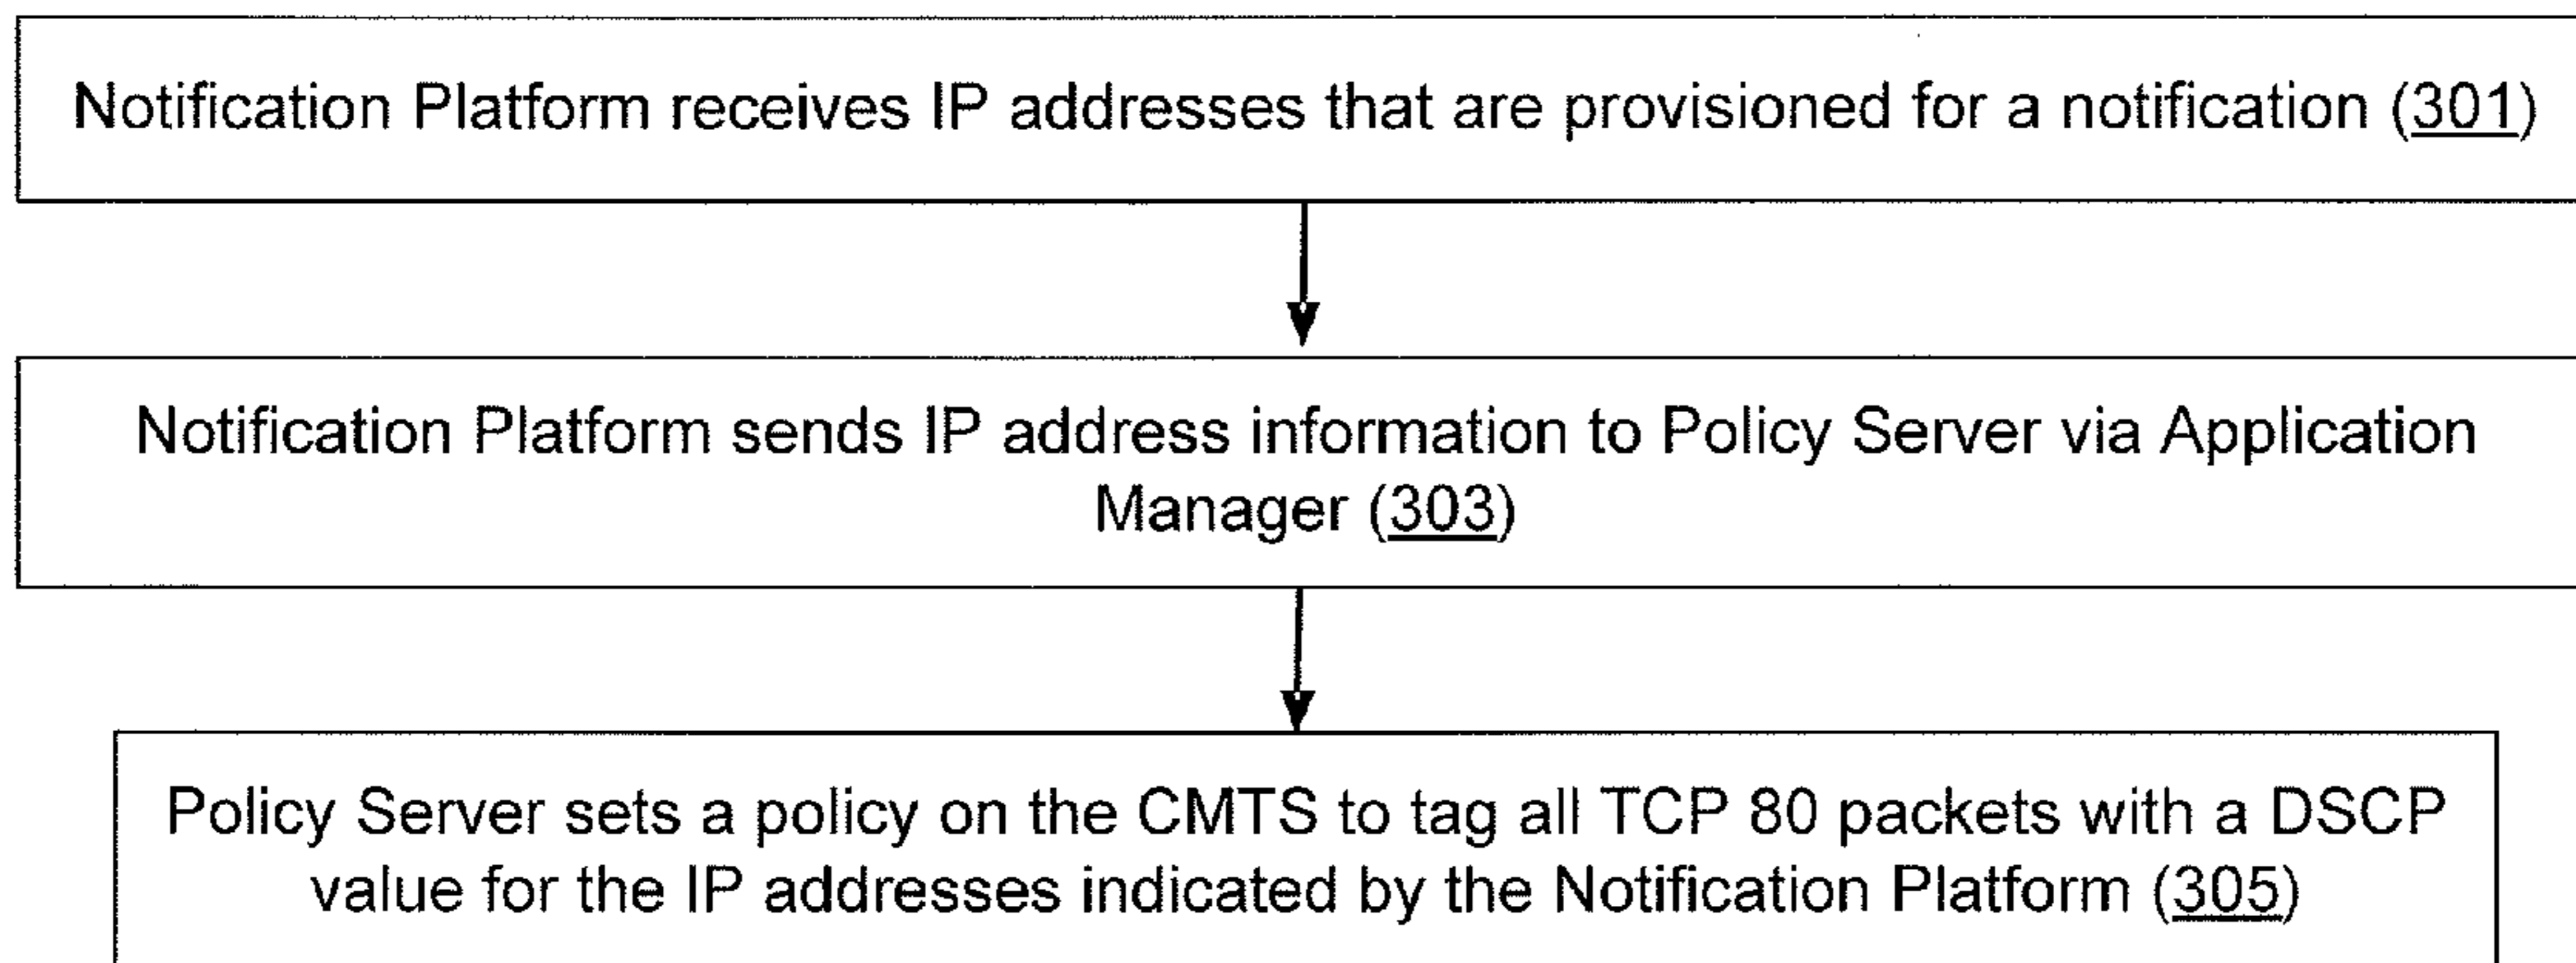 Notification Platform receives IP addresses that are provisioned for a notification (301)
Notification Platform sends IP address information to Policy Server via Application
Manager (303)
Policy Server sets a policy on the CMTS to tag all TCP 80 packets with a DSCP
value for the IP addresses indicated by the Notification Platform (305)